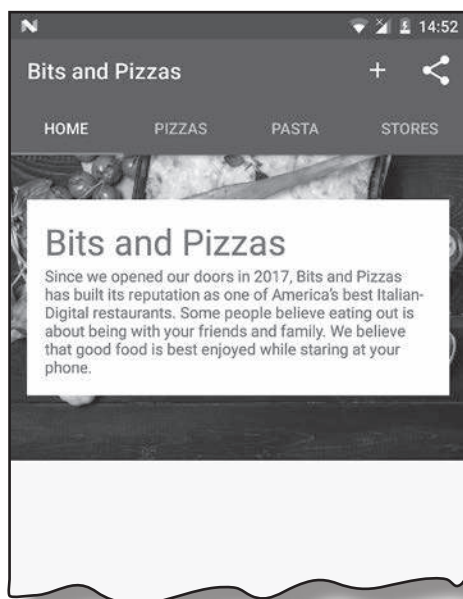 14:52
Bits and Pizzas
+
HOME PIZZAS PASTA STORES
Bits and Pizzas
Since we opened our doors in 2017, Bits and Pizzas
has built its reputation as one of America's best Italian-
Digital restaurants. Some people believe eating out is
about being with your friends and family. We believe
that good food is best enjoyed while staring at your
phone.